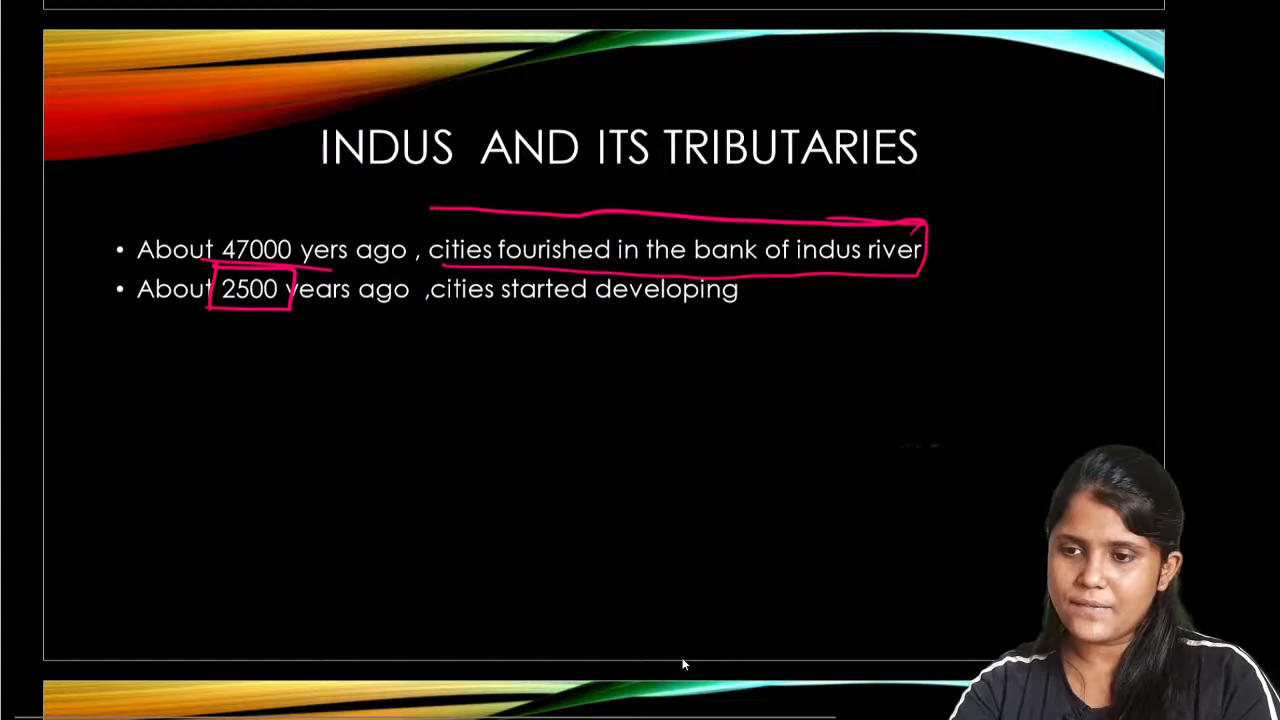 INDUS AND ITS TRIBUTARIES
• About 47000 yers ago , cities fourished in the bank of indus river
• About 2500 years ago ,cities started developing